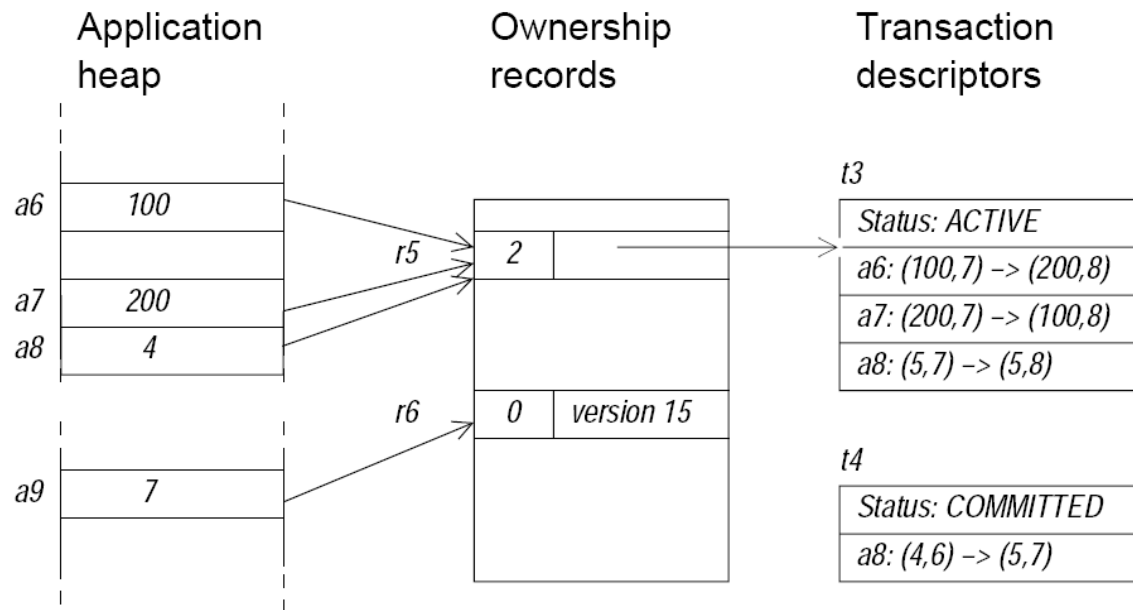 Application
heap
Ownership
records
Transaction
descriptors
a6
100
a7
200
a8
4
a9
7
r5
2
r6
0
version 15
t3
Status: ACTIVE
a6: (100,7) –> (200,8)
a7: (200,7) –> (100,8)
a8: (5,7) –> (5,8)
t4
Status: COMMITTED
a8: (4,6) –> (5,7)